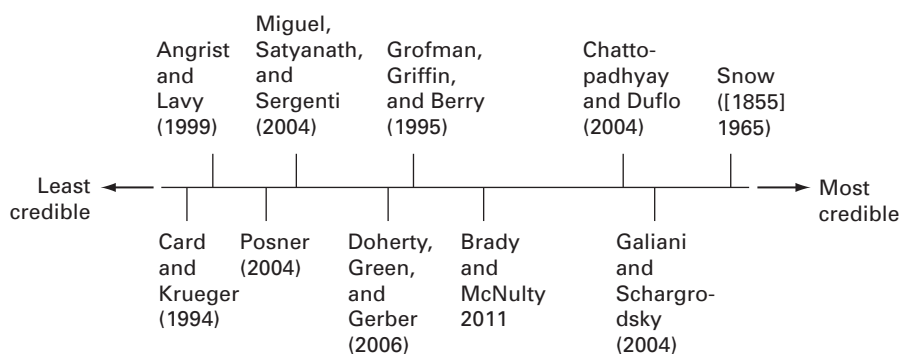 Angrist
and
Lavy
(1999)
Miguel,
Satyanath,
and
Sergenti
(2004)
Grofman,
Griffin,
and Berry
(1995)
Chatto-
padhyay
and Duflo
(2004)
Snow
([1855]
1965)
Least
credible
Most
credible
Card
and
Krueger
(1994)
Posner
(2004)
Doherty,
Green,
and
Gerber
(2006)
Brady
and
McNulty
2011
Galiani
and
Schargro-
dsky
(2004)